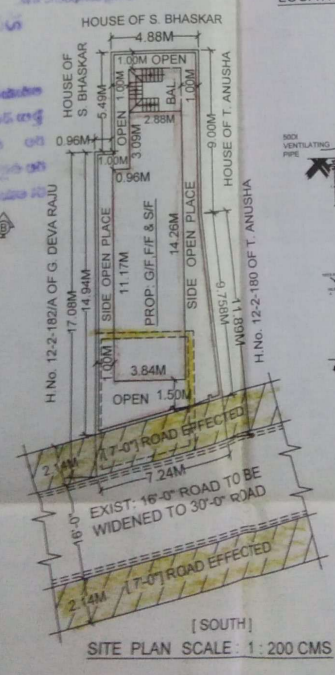 HOUSE OF S. BHASKAR
4.88M
1.00M OPEN
HOUSE OF
S BHASKAR
5.49M
OPEN
1.00M
BAL
1.00M
2.88M
3.09M
0.96M
1.00M
0.96M
9.00M
HOUSE OF T. ANUSHA
50DI
VENTILATING
PIPE
H.No. 12-2-182/A OF G. DEVA RAJU
17.08M
14.94M
SIDE OPEN PLACE
11.17M
PROP: G/F,F/F & S/F
14.26M
SIDE OPEN PLACE
9.758M
11.89M
H.No. 12-2-180 OF T. ANUSHA
1.00M
3.84M
OPEN
1.50M
2.14M
[7'-0"] ROAD EFFECTED
7.24M
EXIST: 16'-0" ROAD TO BE
WIDENED TO 30'-0" ROAD
16'-0"
2.14M
[7'-0"] ROAD EFFECTED
[SOUTH]
SITE PLAN SCALE: 1:200 CMS